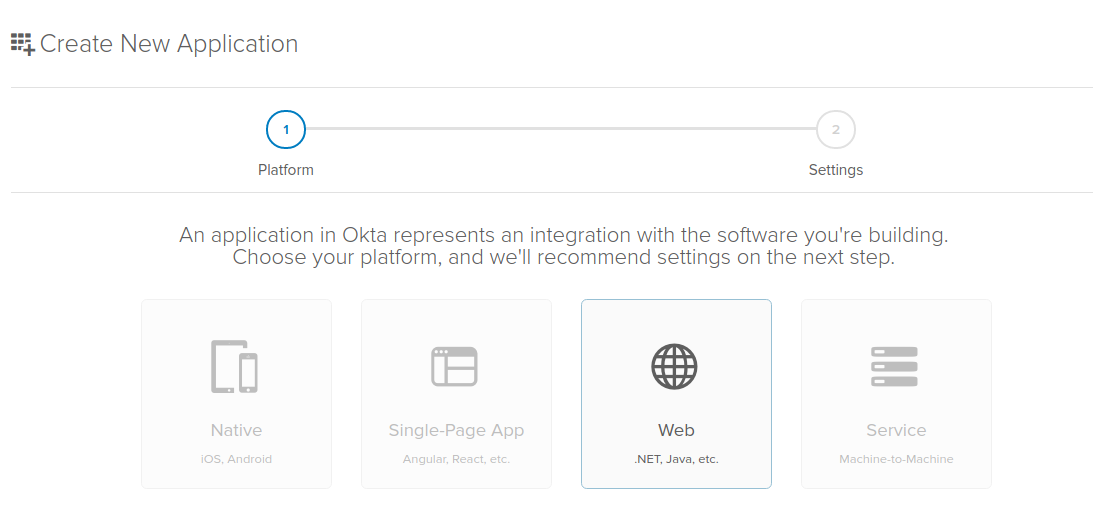 Create New Application
1
2
Platform
Settings
An application in Okta represents an integration with the software you're building.
Choose your platform, and we'll recommend settings on the next step.
Native
iOS, Android
Single-Page App
Angular, React, etc.
Web
.NET, Java, etc.
Service
Machine-to-Machine